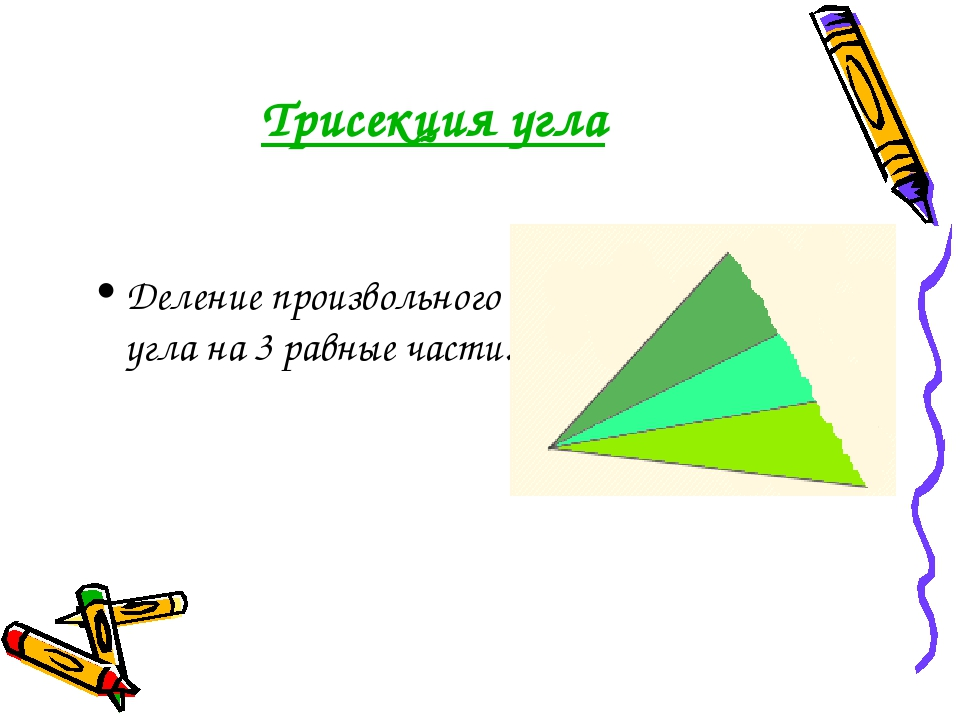 Трисекция угла
• Деление произвольного
угла на 3 равные части.